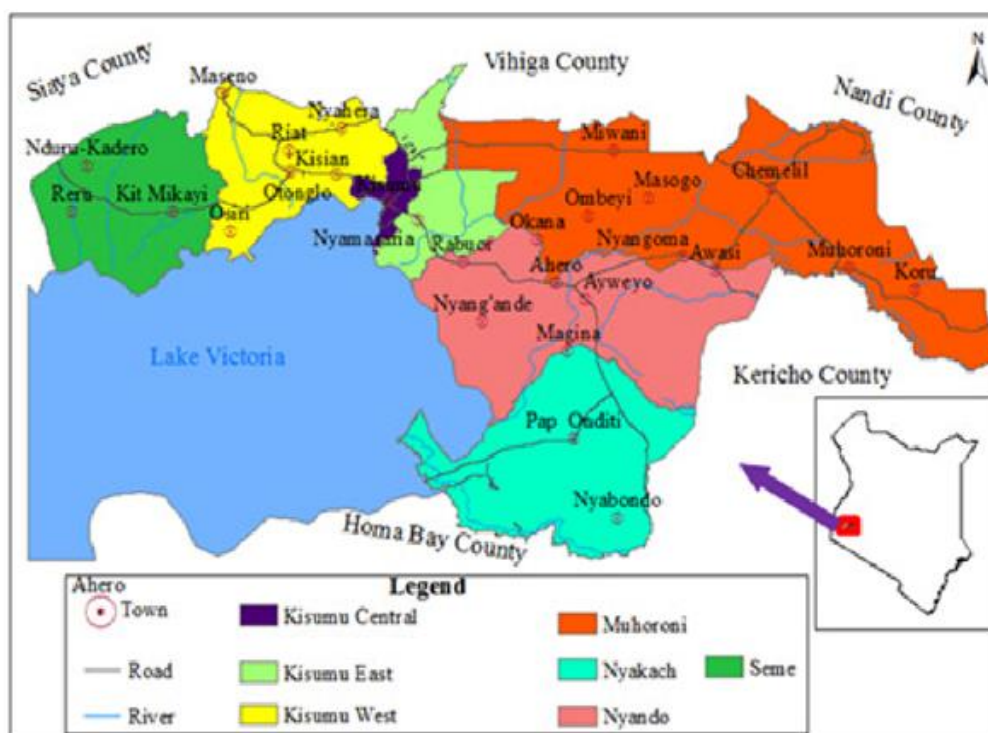 N
Siaya County
Vihiga County
Nandi County
Maseno
Nyahera
Riat
Miwani
Nduru-Kadero
Kisian
Chemelil
Masogo
Reru
Kit Mikayi
Otonglo
Kisumu
Ombeyi
Osiri
Okana
Nyamasaria
Rabuor
Nyangoma
Awasi
Muhoroni
Ahero
Koru
Ayweyo
Nyang'ande
Magina
Lake Victoria
Kericho County
Pap Onditi
Nyabondo
Homa Bay County
Legend
Ahero
Town
Kisumu Central
Muhoroni
Road
Kisumu East
Nyakach
Seme
River
Kisumu West
Nyando